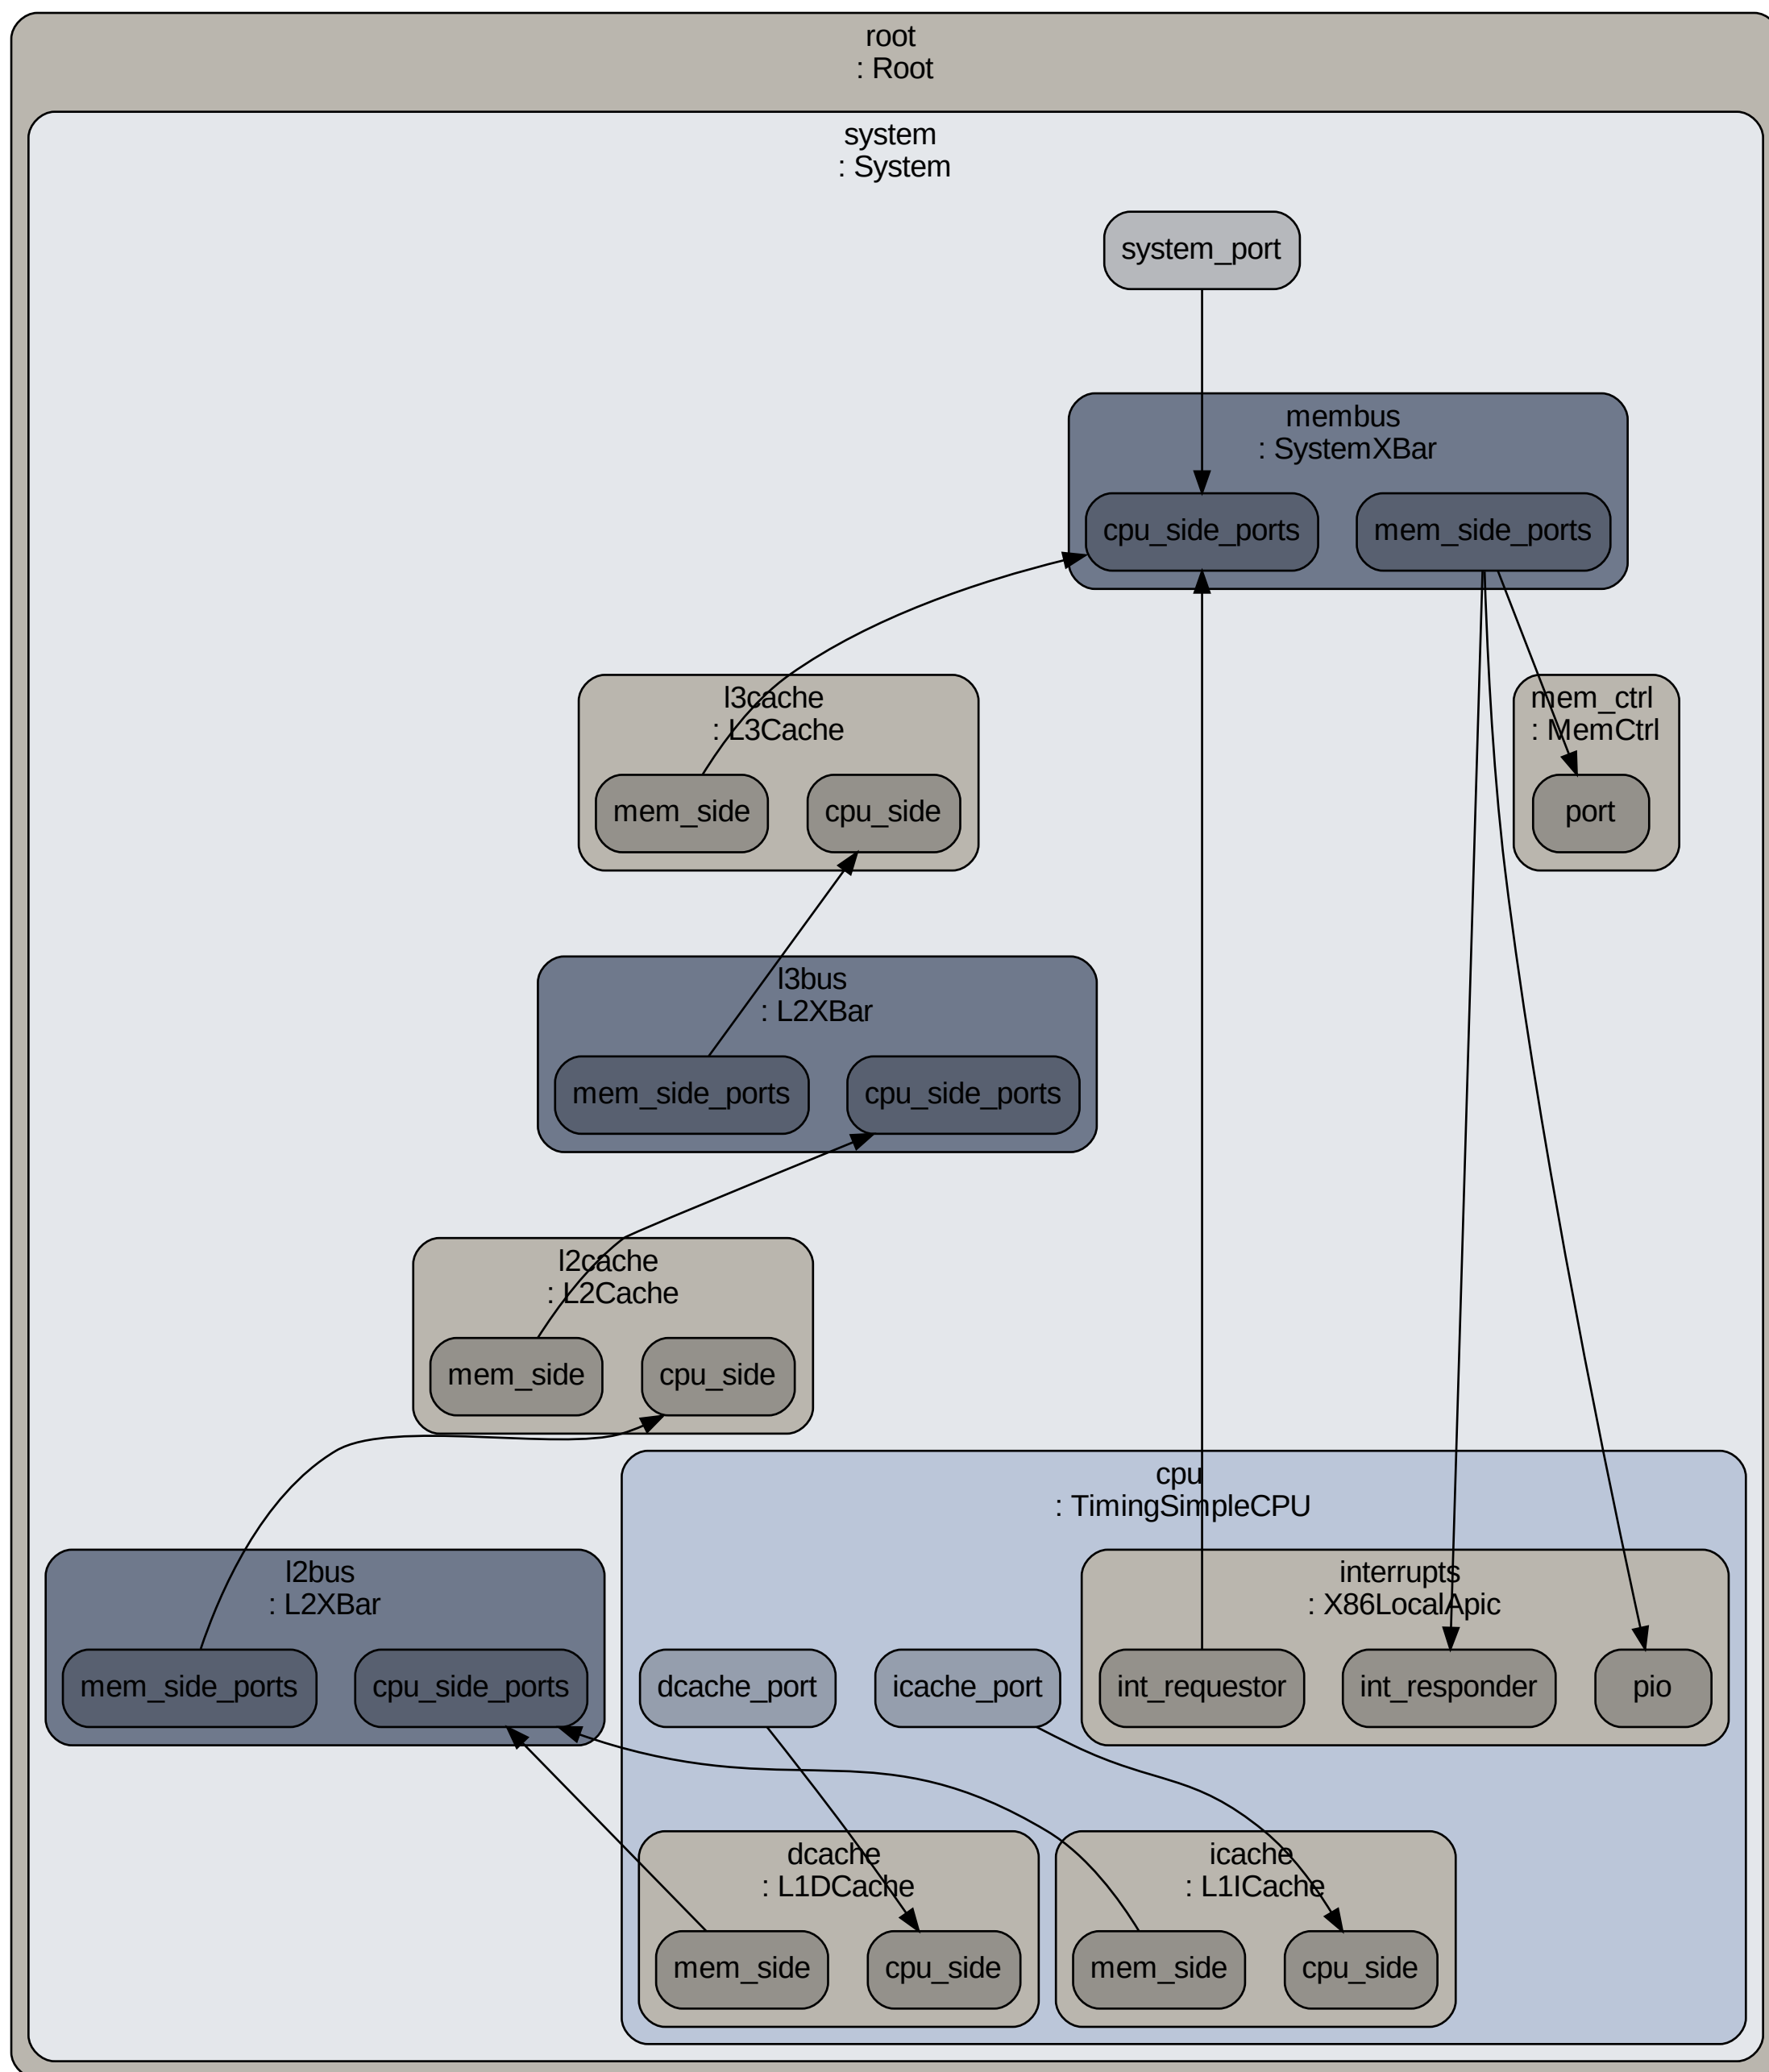 root
: Root
system
: System
system_port
membus
: SystemXBar
cpu_side_ports
mem_side_ports
l3cache
: L3Cache
mem_side
cpu_side
mem_ctrl
: MemCtrl
port
l3bus
: L2XBar
mem_side_ports
cpu_side_ports
l2cache
: L2Cache
mem_side
cpu_side
cpu
: TimingSimpleCPU
l2bus
: L2XBar
mem_side_ports
cpu_side_ports
interrupts
: X86LocalApic
dcache_port
icache_port
int_requestor
int_responder
pio
dcache
: L1DCache
mem_side
cpu_side
icache
: L1ICache
mem_side
cpu_side